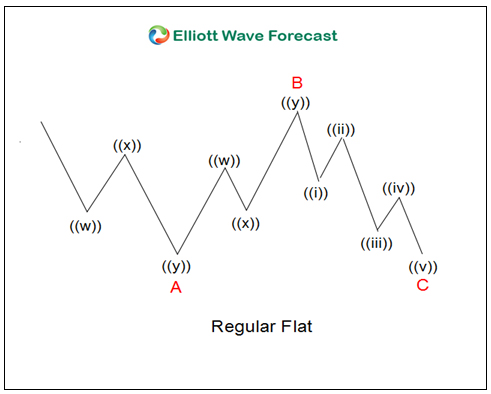 Elliott Wave Forecast
B
((y))
((ii))
((x))
((w))
((iv))
((i))
((w))
((x))
((iii))
((y))
((v))
A
C
Regular Flat